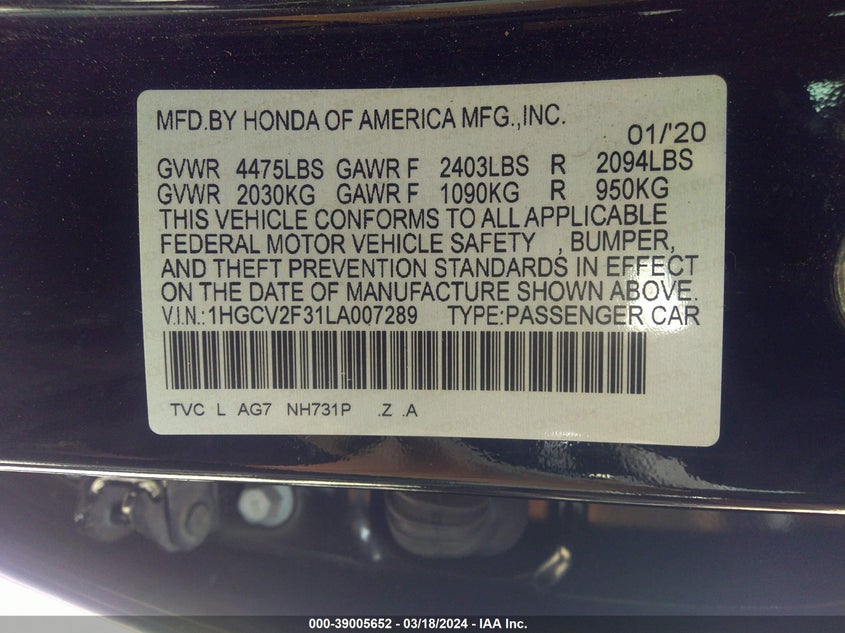 MFD.BY HONDA OF AMERICA MFG.,INC.
01/'20
GVWR 4475LBS GAWR F 2403LBS R 2094LBS
GVWR 2030KG GAWR F 1090KG R 950KG
THIS VEHICLE CONFORMS TO ALL APPLICABLE
FEDERAL MOTOR VEHICLE SAFETY , BUMPER,
AND THEFT PREVENTION STANDARDS IN EFFECT
ON THE DATE OF MANUFACTURE SHOWN ABOVE.
V.I.N.:1HGCV2F31LA007289 TYPE:PASSENGER CAR
TVC L AG7 NH731P .Z .A
000-39005652 / 03/18/2024 - IAA Inc.